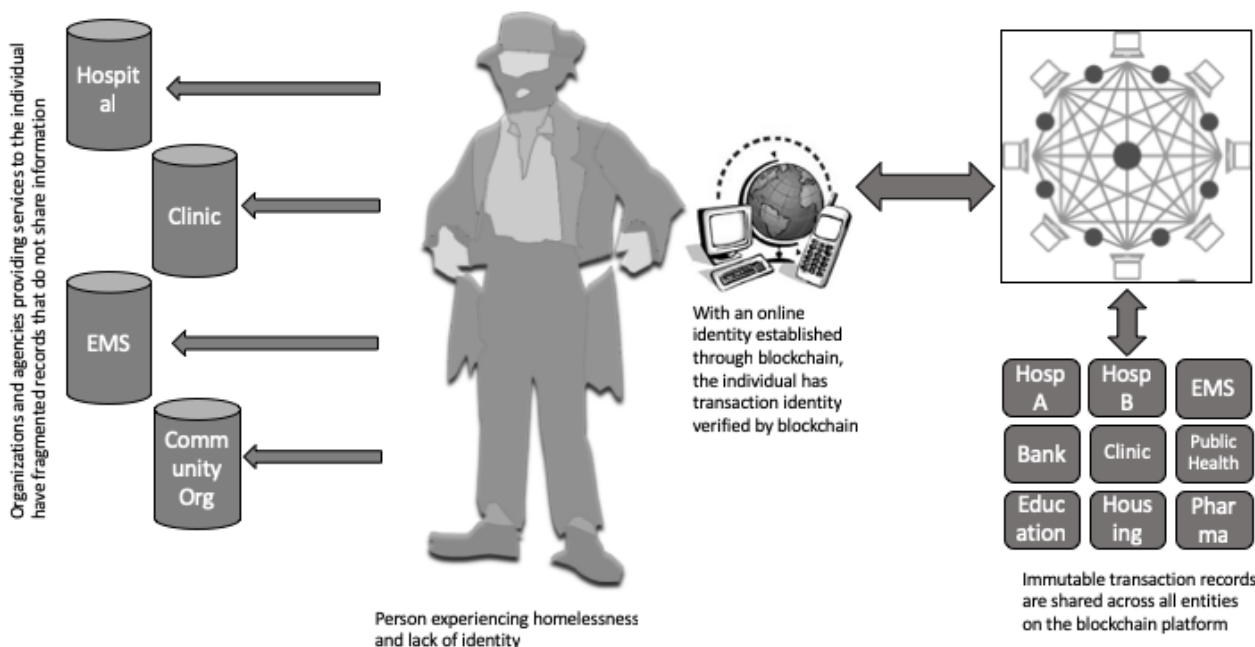 Organizations and agencies providing services to the individual
have fragmented records that do not share information
Hospit
al
Clinic
EMS
Comm
unity
Org
Person experiencing homelessness
and lack of identity
With an online
identity established
through blockchain,
the individual has
transaction identity
verified by blockchain
Hosp
A
Hosp
B
EMS
Bank
Clinic
Public
Health
Educ
ation
Hous
ing
Phar
ma
Immutable transaction records
are shared across all entities
on the blockchain platform